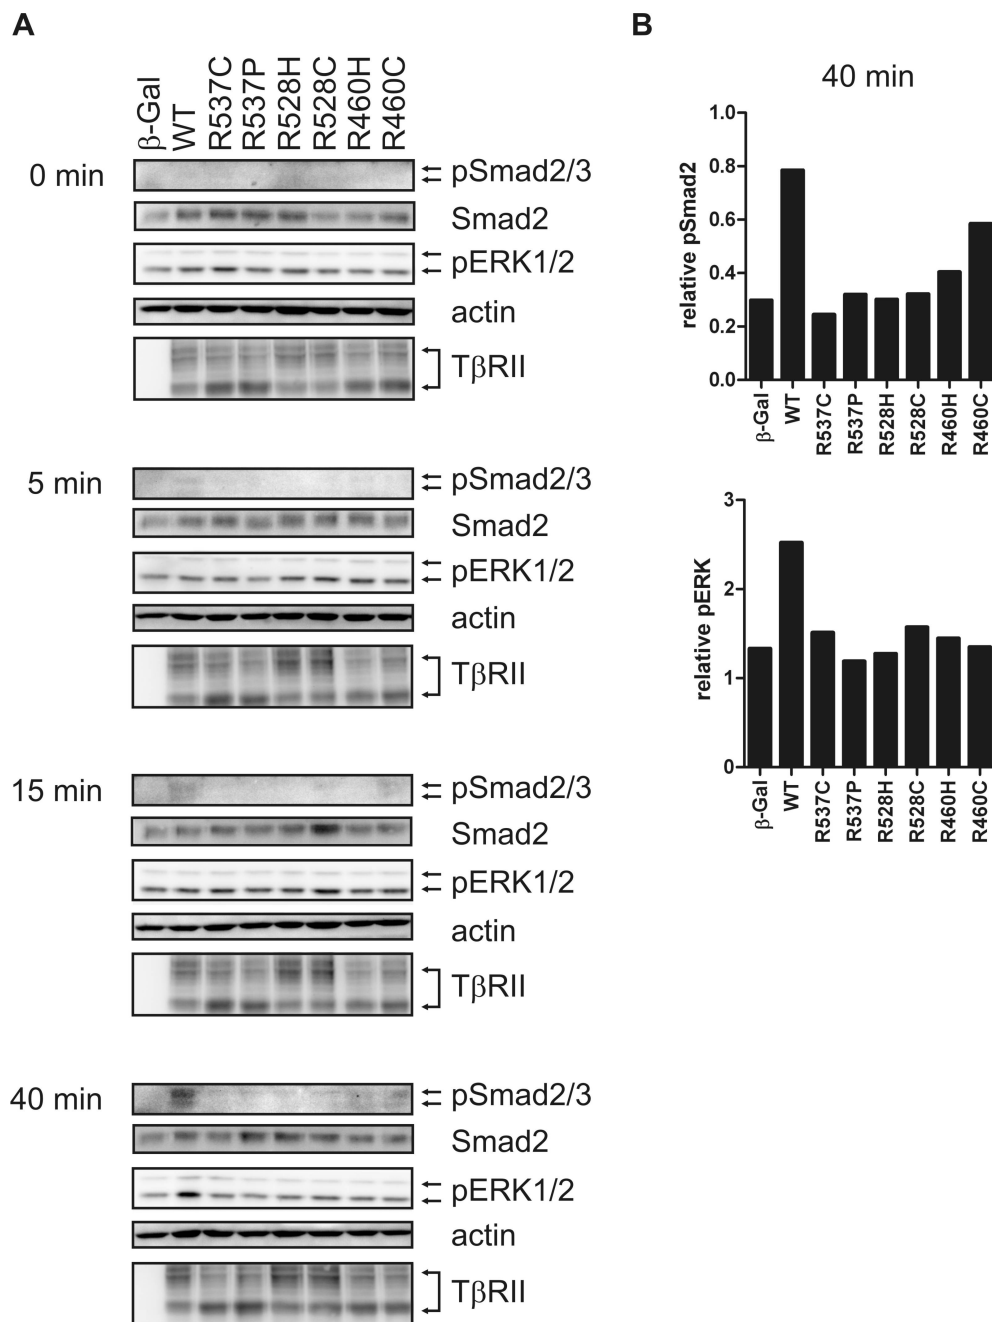 A
β-Gal
WT
R537C
R537P
R528H
R528C
R460H
R460C
0 min
pSmad2/3
Smad2
pERK1/2
actin
TβRII
5 min
pSmad2/3
Smad2
pERK1/2
actin
TβRII
15 min
pSmad2/3
Smad2
pERK1/2
actin
TβRII
40 min
pSmad2/3
Smad2
pERK1/2
actin
TβRII
B
40 min
relative pSmad2
1.0
0.8
0.6
0.4
0.2
0.0
β-Gal
WT
R537C
R537P
R528H
R528C
R460H
R460C
relative pERK
3
2
1
0
β-Gal
WT
R537C
R537P
R528H
R528C
R460H
R460C